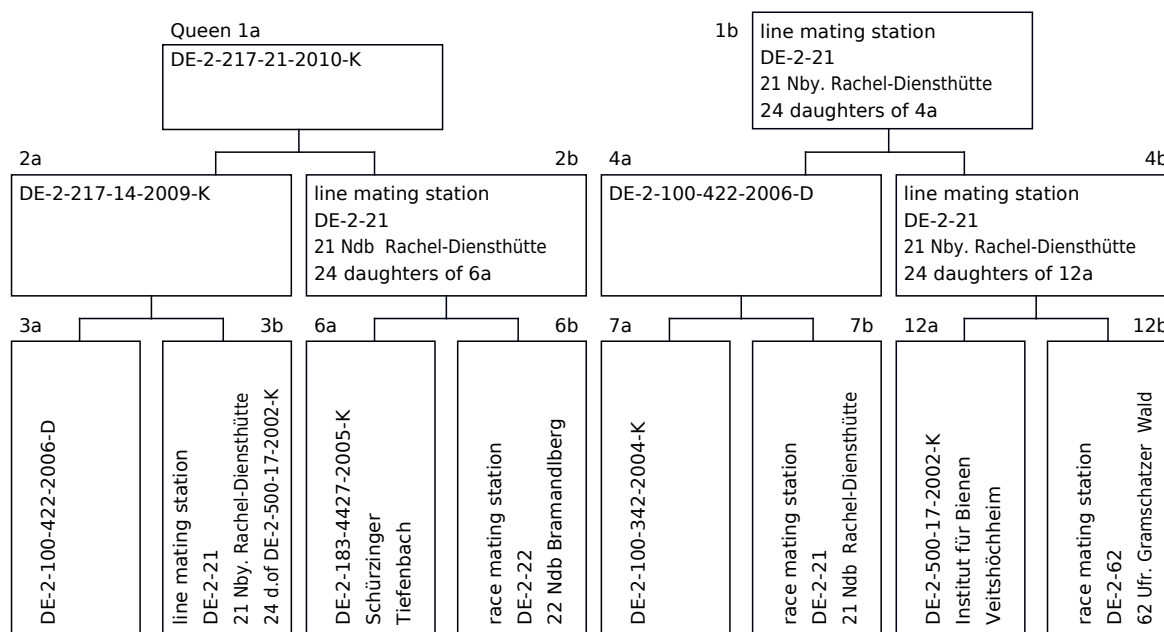 Queen 1a
DE-2-217-21-2010-K
1b
line mating station
DE-2-21
21 Nby. Rachel-Diensthütte
24 daughters of 4a
2a
DE-2-217-14-2009-K
2b
line mating station
DE-2-21
21 Ndb Rachel-Diensthütte
24 daughters of 6a
4a
DE-2-100-422-2006-D
4b
line mating station
DE-2-21
21 Nby. Rachel-Diensthütte
24 daughters of 12a
3a
DE-2-100-422-2006-D
3b
line mating station
DE-2-21
21 Nby. Rachel-Diensthütte
24 d.of DE-2-500-17-2002-K
6a
DE-2-183-4427-2005-K
Schürzinger
Tiefenbach
6b
race mating station
DE-2-22
22 Ndb Bramandlberg
7a
DE-2-100-342-2004-K
7b
race mating station
DE-2-21
21 Ndb Rachel-Diensthütte
12a
DE-2-500-17-2002-K
Institut für Bienen
Veitshöchheim
12b
race mating station
DE-2-62
62 Ufr. Gramschatzer Wald